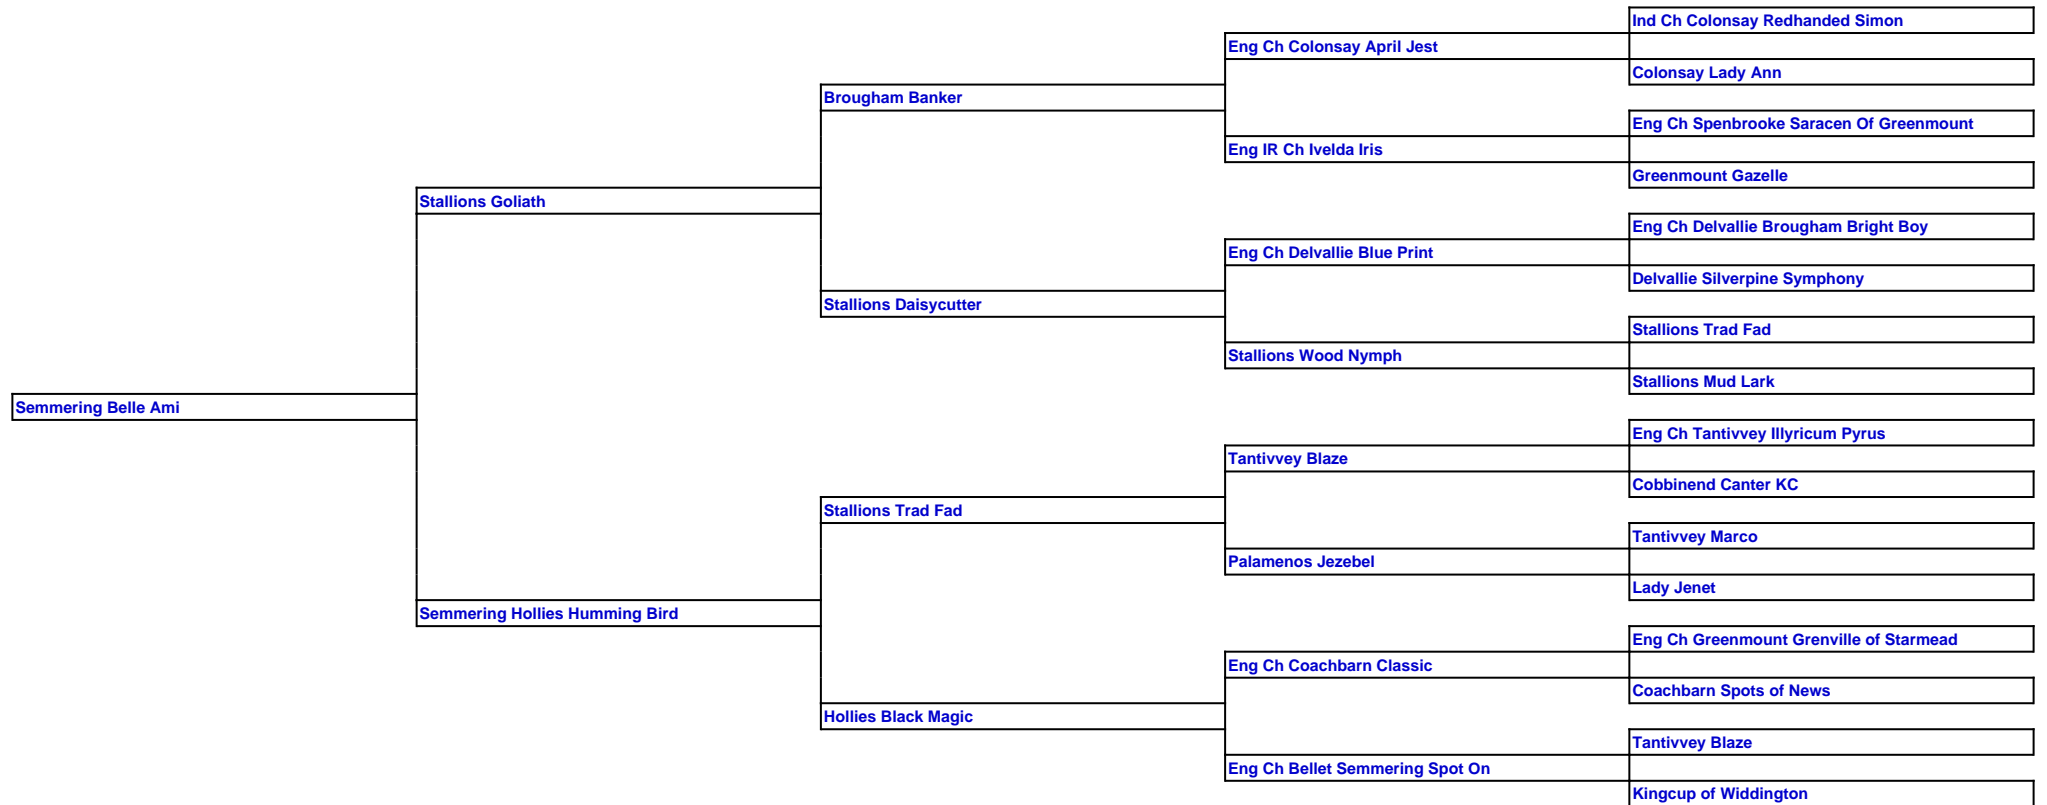 Ind Ch Colonsay Redhanded Simon
Eng Ch Colonsay April Jest
Colonsay Lady Ann
Brougham Banker
Eng Ch Spenbrooke Saracen Of Greenmount
Eng IR Ch Ivelda Iris
Greenmount Gazelle
Stallions Goliath
Eng Ch Delvallie Brougham Bright Boy
Eng Ch Delvallie Blue Print
Delvallie Silverpine Symphony
Stallions Daisycutter
Stallions Trad Fad
Stallions Wood Nymph
Stallions Mud Lark
Semmering Belle Ami
Eng Ch Tantivvey Illyricum Pyrus
Tantivvey Blaze
Cobbinend Canter KC
Stallions Trad Fad
Tantivvey Marco
Palamenos Jezebel
Lady Jenet
Semmering Hollies Humming Bird
Eng Ch Greenmount Grenville of Starmead
Eng Ch Coachbarn Classic
Coachbarn Spots of News
Hollies Black Magic
Tantivvey Blaze
Eng Ch Bellet Semmering Spot On
Kingcup of Widdington